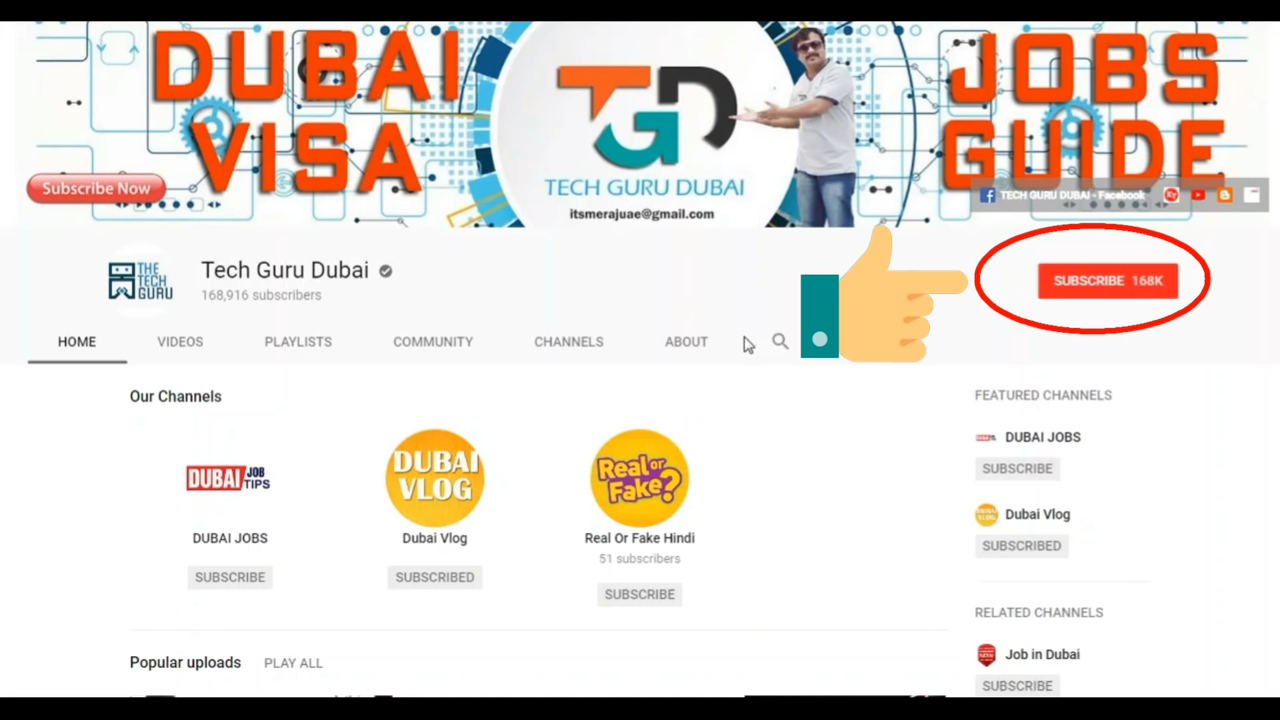 DUBAI
VISA
JOBS
GUIDE
TGD
TECH GURU DUBAI
itsmerajuae@gmail.com
Subscribe Now
TECH GURU DUBAI - Facebook
THE
TECH
GURU
Tech Guru Dubai
168,916 subscribers
SUBSCRIBE 168K
HOME VIDEOS PLAYLISTS COMMUNITY CHANNELS ABOUT
Our Channels
DUBAI JOB TIPS
DUBAI JOBS
SUBSCRIBE
DUBAI
VLOG
Dubai Vlog
SUBSCRIBED
Real or
Fake?
Real Or Fake Hindi
51 subscribers
SUBSCRIBE
Popular uploads PLAY ALL
FEATURED CHANNELS
DUBAI JOBS
SUBSCRIBE
Dubai Vlog
SUBSCRIBED
RELATED CHANNELS
Job in Dubai
SUBSCRIBE